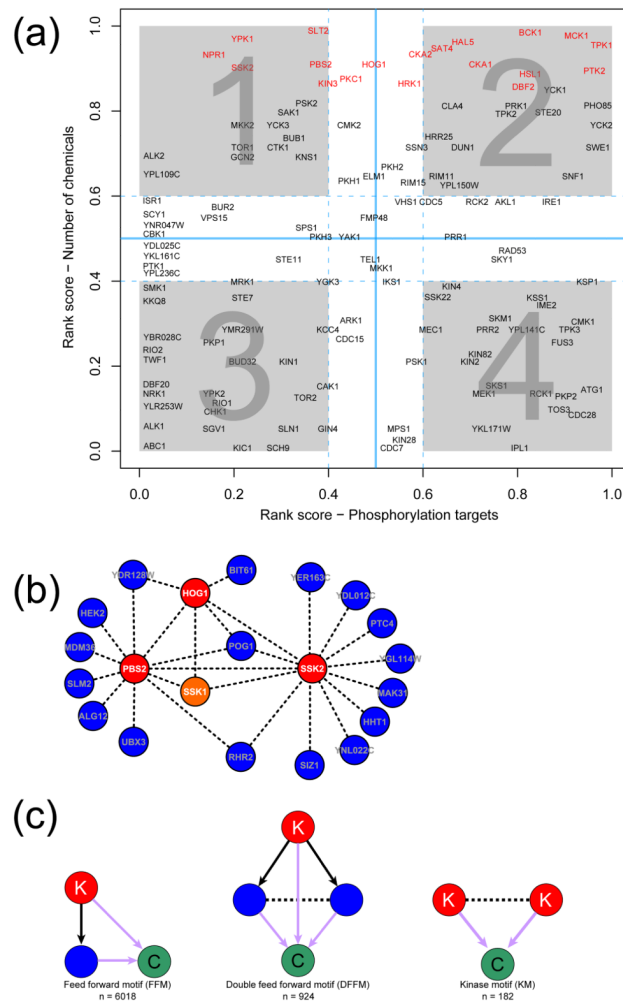 (a)
Rank score − Number of chemicals
1.0
0.8
0.6
0.4
0.2
0.0
1
2
3
4
SLT2
BCK1
YPK1
MCK1
HAL5
TPK1
SAT4
NPR1
CKA2
SSK2
PBS2
HOG1
CKA1
PTK2
HSL1
KIN3
PKC1
HRK1
DBF2
YCK1
PSK2
CLA4
PRK1
PHO85
SAK1
TPK2
STE20
MKK2
YCK3
CMK2
YCK2
BUB1
HRR25
TOR1
CTK1
SSN3
DUN1
SWE1
ALK2
GCN2
KNS1
PKH2
YPL109C
ELM1
RIM11
SNF1
PKH1
RIM15
YPL150W
ISR1
VHS1
CDC5
RCK2
AKL1
IRE1
BUR2
SCY1
VPS15
FMP48
YNR047W
SPS1
CBK1
PKH3
YAK1
PRR1
YDL025C
RAD53
YKL161C
STE11
TEL1
SKY1
PTK1
MKK1
YPL236C
MRK1
YGK3
IKS1
KSP1
SMK1
KIN4
KKQ8
STE7
SSK22
KSS1
IME2
ARK1
SKM1
CMK1
YMR291W
KCC4
MEC1
PRR2
YPL141C
TPK3
YBR028C
PKP1
CDC15
FUS3
RIO2
KIN82
TWF1
BUD32
KIN1
PSK1
KIN2
DBF20
CAK1
SKS1
ATG1
NRK1
YPK2
TOR2
MEK1
RCK1
PKP2
YLR253W
RIO1
TOS3
CHK1
CDC28
ALK1
SGV1
SLN1
GIN4
MPS1
YKL171W
KIN28
ABC1
KIC1
SCH9
CDC7
IPL1
0.0
0.2
0.4
0.6
0.8
1.0
Rank score − Phosphorylation targets
(b)
YOR128W
BIT61
YER163C
HOG1
YDL012C
HEK2
PTC4
MDM36
POG1
YGL114W
PBS2
SSK2
SLM2
SSK1
MAK31
ALG12
HHT1
UBX3
RHR2
SIZ1
YNL022C
(c)
K
K
K
K
C
C
C
Feed forward motif (FFM)
n = 6018
Double feed forward motif (DFFM)
n = 924
Kinase motif (KM)
n = 182